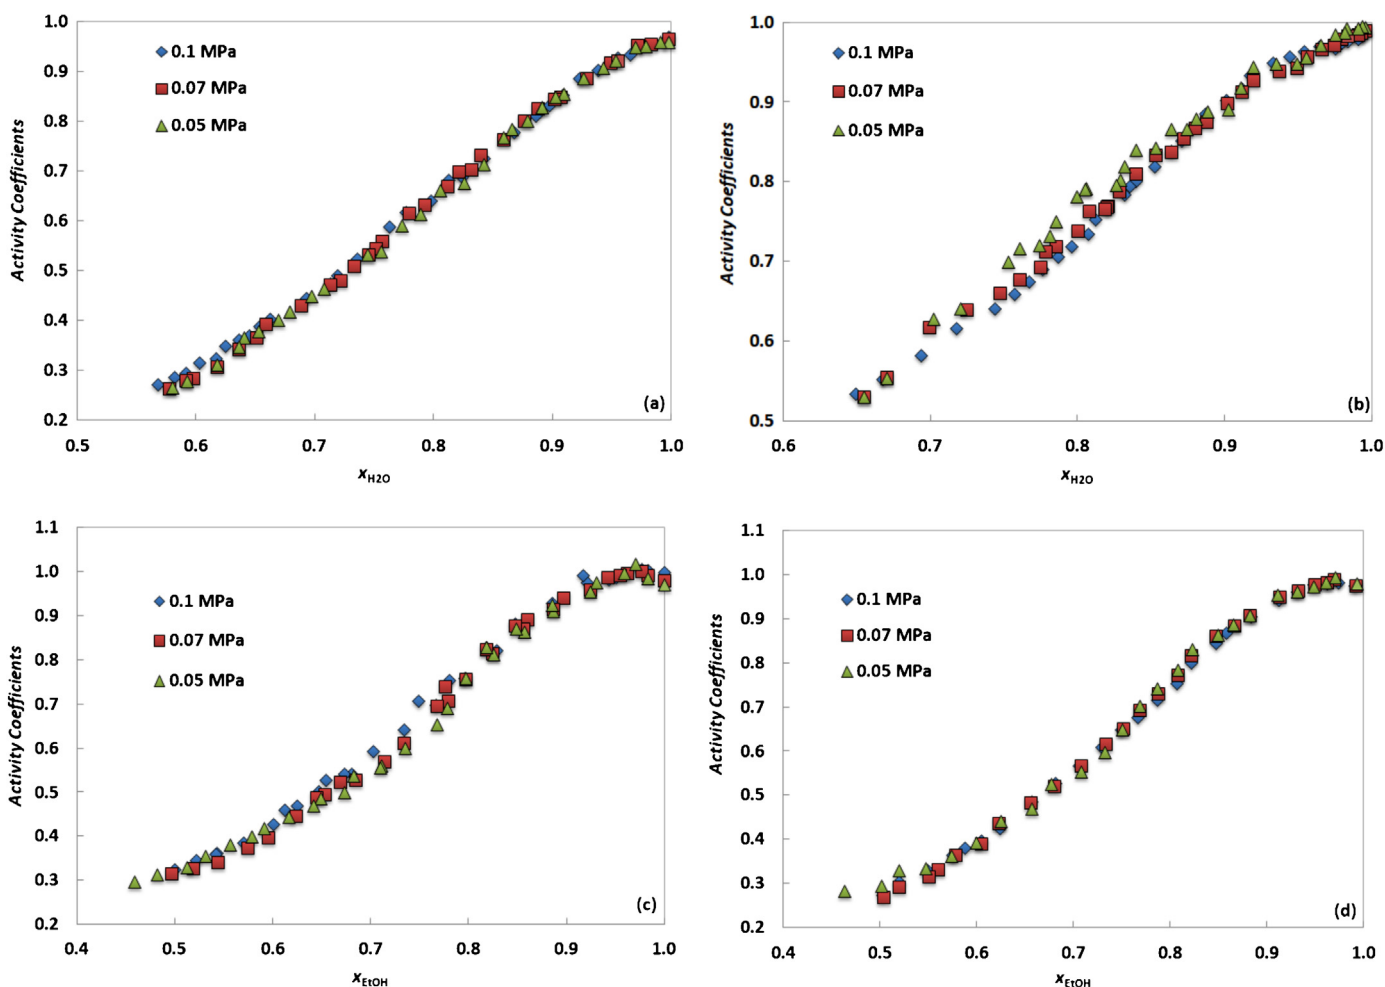 1.0
0.9
0.8
0.7
0.6
0.5
0.4
0.3
0.2
Activity Coefficients
0.1 MPa
0.07 MPa
0.05 MPa
(a)
0.5 0.6 0.7 0.8 0.9 1.0
xH2O
1.0
0.9
0.8
0.7
0.6
0.5
Activity Coefficients
0.1 MPa
0.07 MPa
0.05 MPa
(b)
0.6 0.7 0.8 0.9 1.0
xH2O
1.1
1.0
0.9
0.8
0.7
0.6
0.5
0.4
0.3
0.2
Activity Coefficients
0.1 MPa
0.07 MPa
0.05 MPa
(c)
0.4 0.5 0.6 0.7 0.8 0.9 1.0
xEtOH
1.1
1.0
0.9
0.8
0.7
0.6
0.5
0.4
0.3
0.2
Activity Coefficients
0.1 MPa
0.07 MPa
0.05 MPa
(d)
0.4 0.5 0.6 0.7 0.8 0.9 1.0
xEtOH